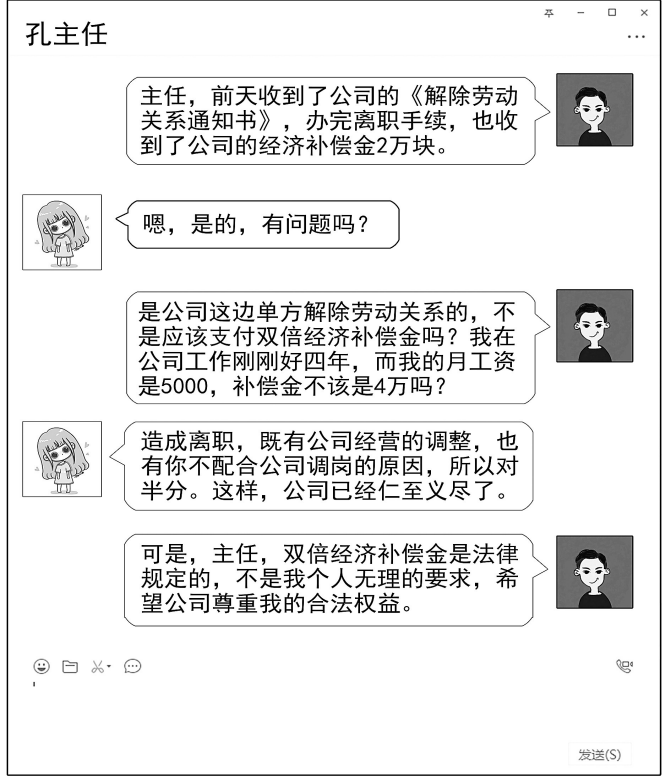 孔主任
主任，前天收到了公司的《解除劳动
关系通知书》，办完离职手续，也收
到了公司的经济补偿金2万块。
嗯，是的，有问题吗？
是公司这边单方解除劳动关系的，不
是应该支付双倍经济补偿金吗？我在
公司工作刚刚好四年，而我的月工资
是5000，补偿金不该是4万吗？
造成离职，既有公司经营的调整，也
有你不配合公司调岗的原因，所以对
半分。这样，公司已经仁至义尽了。
可是，主任，双倍经济补偿金是法律
规定的，不是我个人无理的要求，希
望公司尊重我的合法权益。
发送(S)